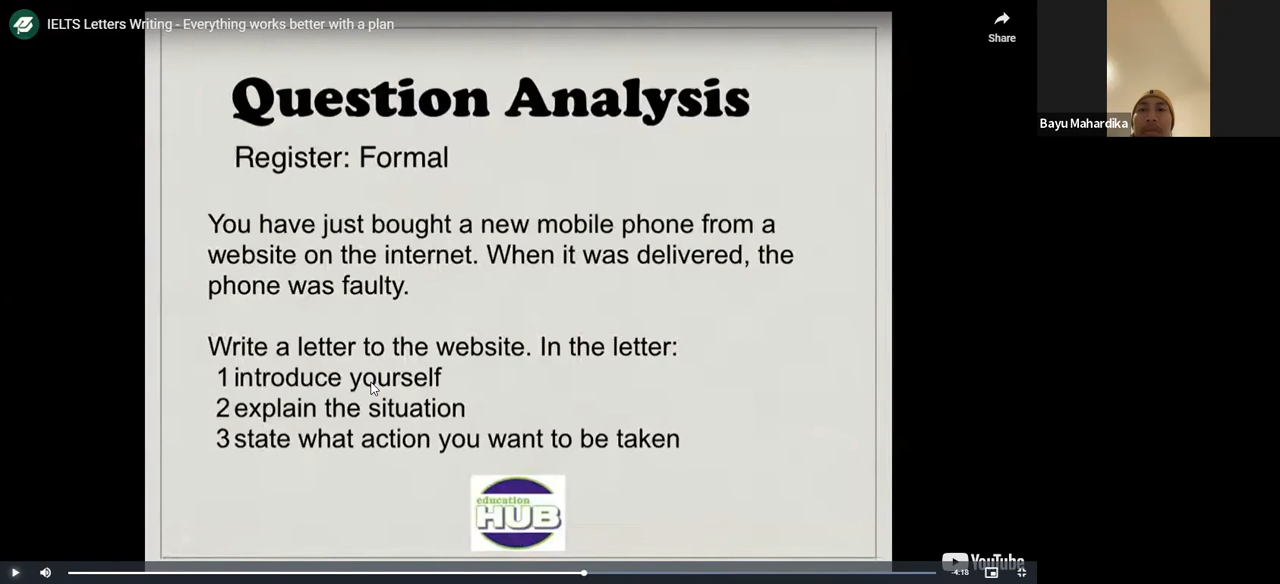 IELTS Letters Writing - Everything works better with a plan
Share
Bayu Mahardika
Question Analysis
Register: Formal
You have just bought a new mobile phone from a
website on the internet. When it was delivered, the
phone was faulty.
Write a letter to the website. In the letter:
1 introduce yourself
2 explain the situation
3 state what action you want to be taken
education
HUB
YouTube
-4:18